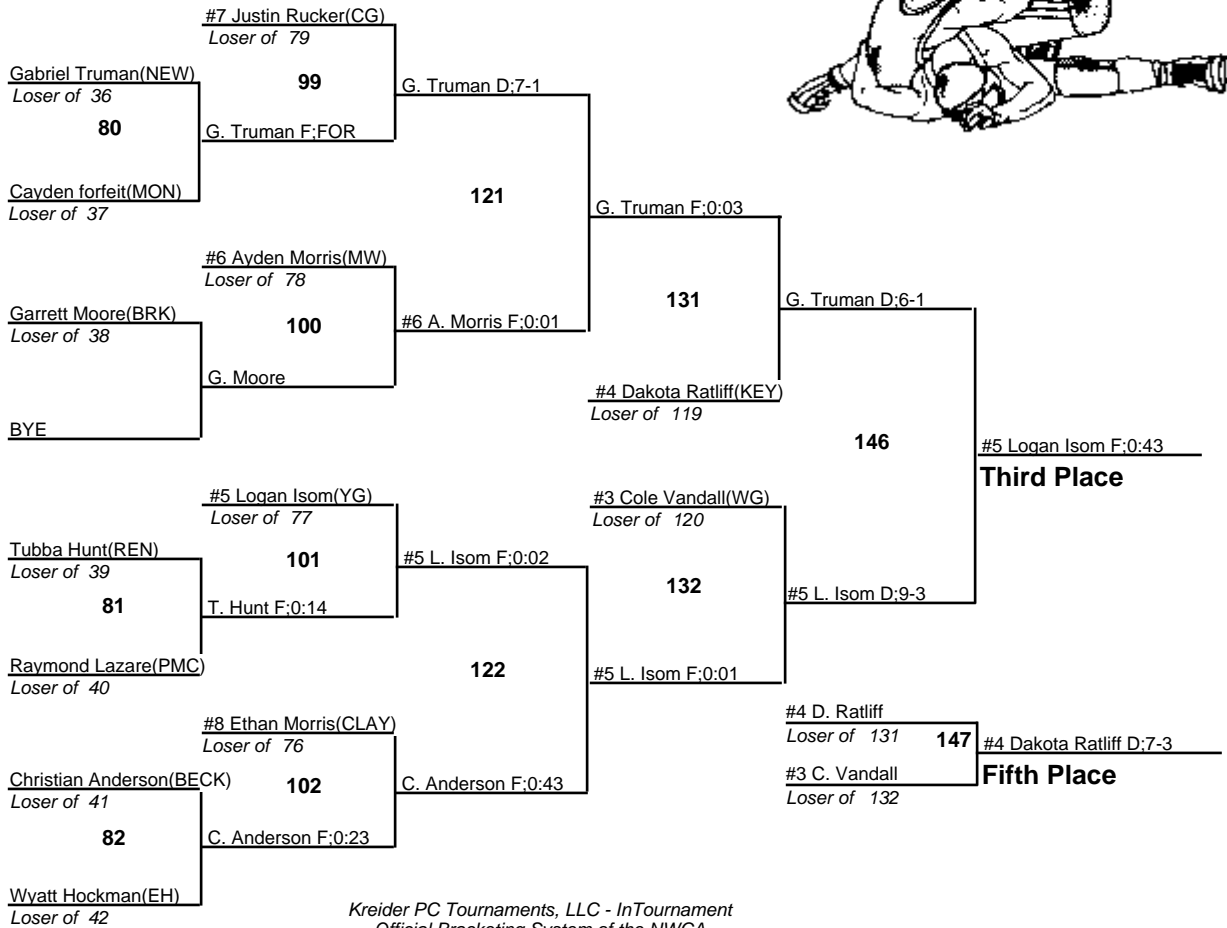 #7 Justin Rucker(CG)
Loser of 79
Gabriel Truman(NEW)
Loser of 36
99
G. Truman D;7-1
80
G. Truman F;FOR
Cayden forfeit(MON)
Loser of 37
121
G. Truman F;0:03
#6 Ayden Morris(MW)
Loser of 78
Garrett Moore(BRK)
Loser of 38
100
#6 A. Morris F;0:01
131
G. Truman D;6-1
G. Moore
#4 Dakota Ratliff(KEY)
Loser of 119
BYE
146
#5 Logan Isom F;0:43
Third Place
#5 Logan Isom(YG)
Loser of 77
#3 Cole Vandall(WG)
Loser of 120
Tubba Hunt(REN)
Loser of 39
101
#5 L. Isom F;0:02
132
#5 L. Isom D;9-3
81
T. Hunt F;0:14
Raymond Lazare(PMC)
Loser of 40
122
#5 L. Isom F;0:01
#8 Ethan Morris(CLAY)
Loser of 76
#4 D. Ratliff
Loser of 131
147
#4 Dakota Ratliff D;7-3
Fifth Place
Christian Anderson(BECK)
Loser of 41
102
C. Anderson F;0:43
#3 C. Vandall
Loser of 132
82
C. Anderson F;0:23
Wyatt Hockman(EH)
Loser of 42
Kreider PC Tournaments, LLC - InTournament
Official Bracketing System of the NWCA